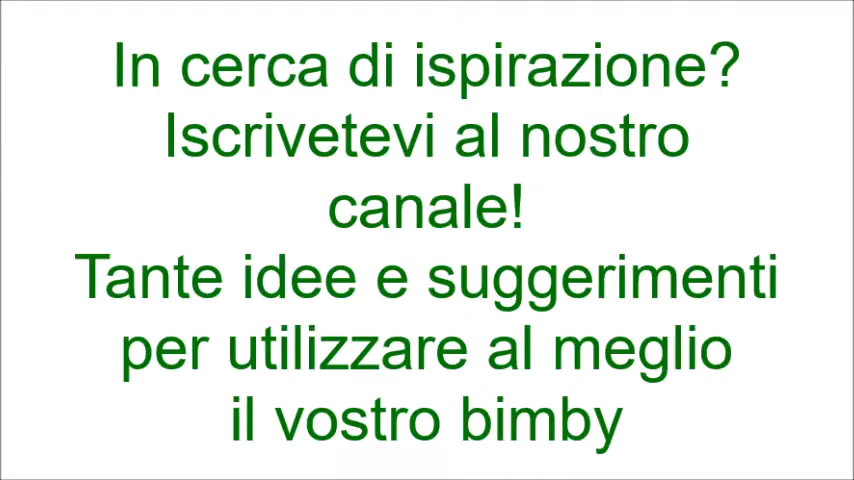 In cerca di ispirazione?
Iscrivetevi al nostro
canale!
Tante idee e suggerimenti
per utilizzare al meglio
il vostro bimby